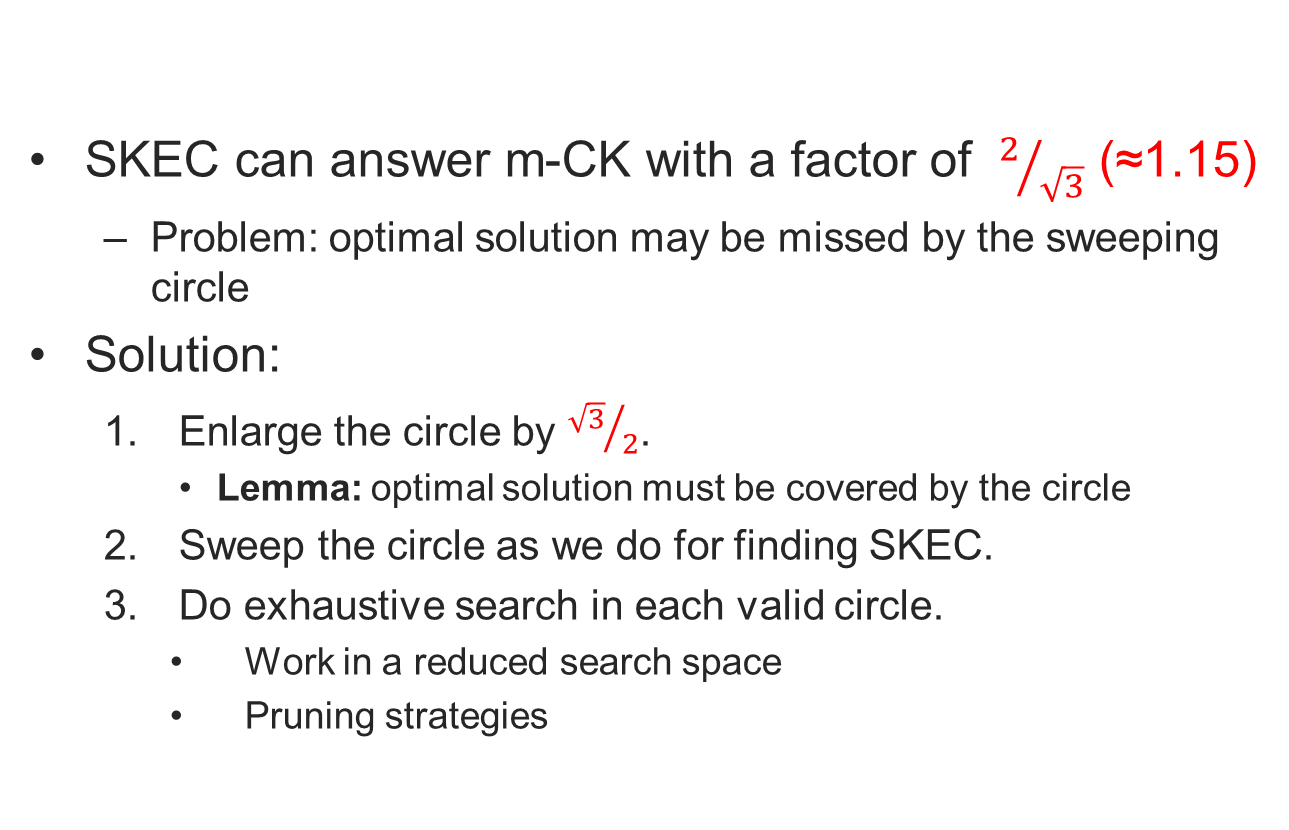 • SKEC can answer m-CK with a factor of 2/√3 (≈1.15)
– Problem: optimal solution may be missed by the sweeping
circle
• Solution:
1. Enlarge the circle by √3/2.
• Lemma: optimal solution must be covered by the circle
2. Sweep the circle as we do for finding SKEC.
3. Do exhaustive search in each valid circle.
• Work in a reduced search space
• Pruning strategies